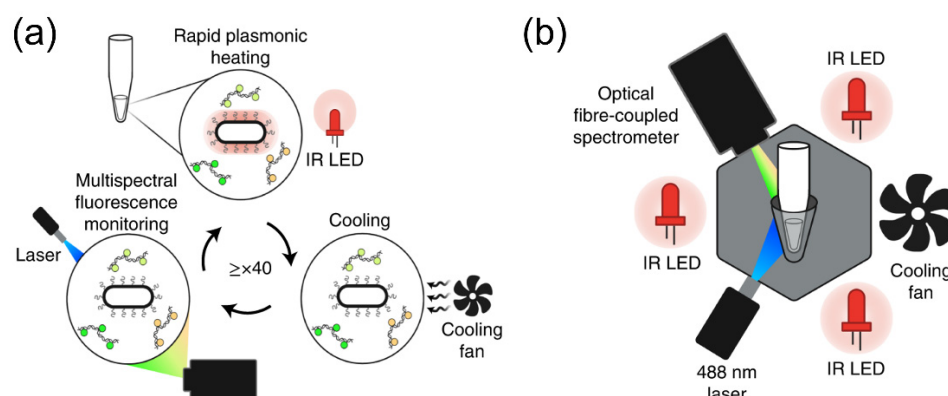 (a)
Rapid plasmonic
heating
IR LED
Multispectral
fluorescence
monitoring
Laser
≥×40
Cooling
Cooling
fan
(b)
IR LED
Optical
fibre-coupled
spectrometer
IR LED
Cooling
fan
488 nm
laser
IR LED